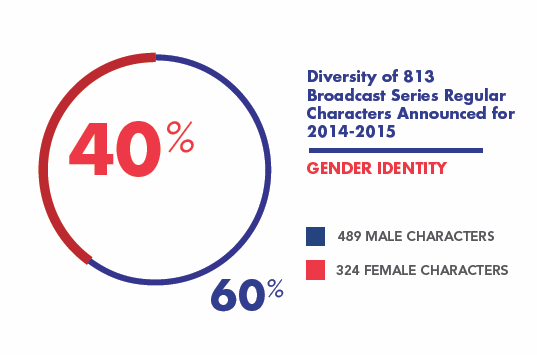 40%
60%
Diversity of 813
Broadcast Series Regular
Characters Announced for
2014-2015
GENDER IDENTITY
489 MALE CHARACTERS
324 FEMALE CHARACTERS